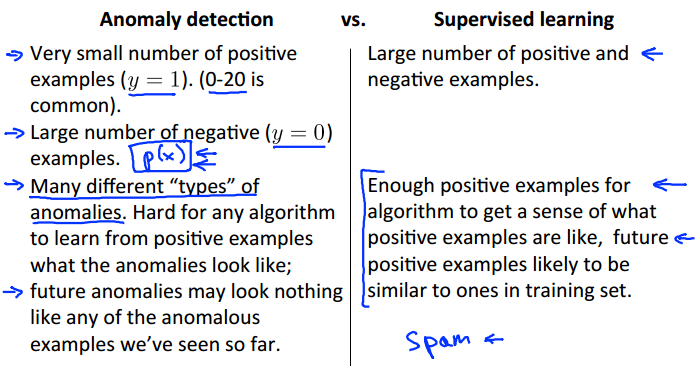 Anomaly detection vs. Supervised learning
Very small number of positive
examples (y = 1). (0-20 is
common).
Large number of negative (y = 0)
examples. p(x)
Many different “types” of
anomalies. Hard for any algorithm
to learn from positive examples
what the anomalies look like;
future anomalies may look nothing
like any of the anomalous
examples we’ve seen so far.
Large number of positive and
negative examples.
Enough positive examples for
algorithm to get a sense of what
positive examples are like, future
positive examples likely to be
similar to ones in training set.
Spam